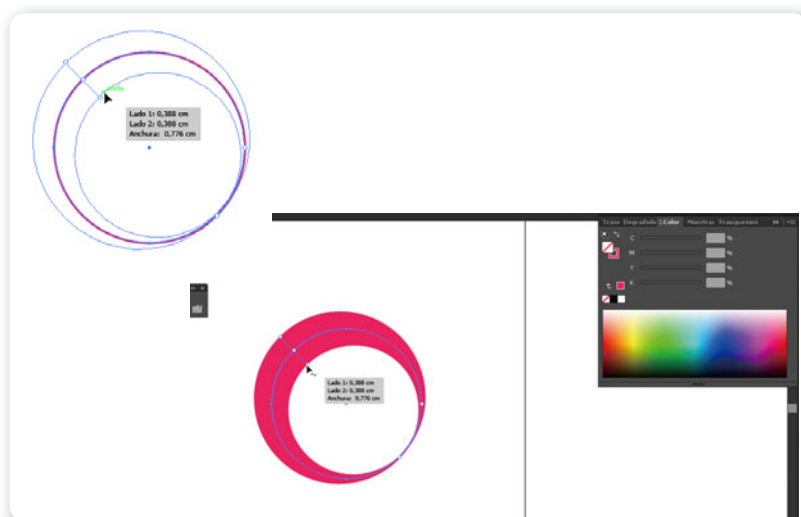 Lado 1: 0,388 cm
Lado 2: 0,388 cm
Anchura: 0,776 cm
Trazo Degradado Color Muestras Transparenc
C %
M %
Y %
K %
Lado 1: 0,388 cm
Lado 2: 0,388 cm
Anchura: 0,776 cm